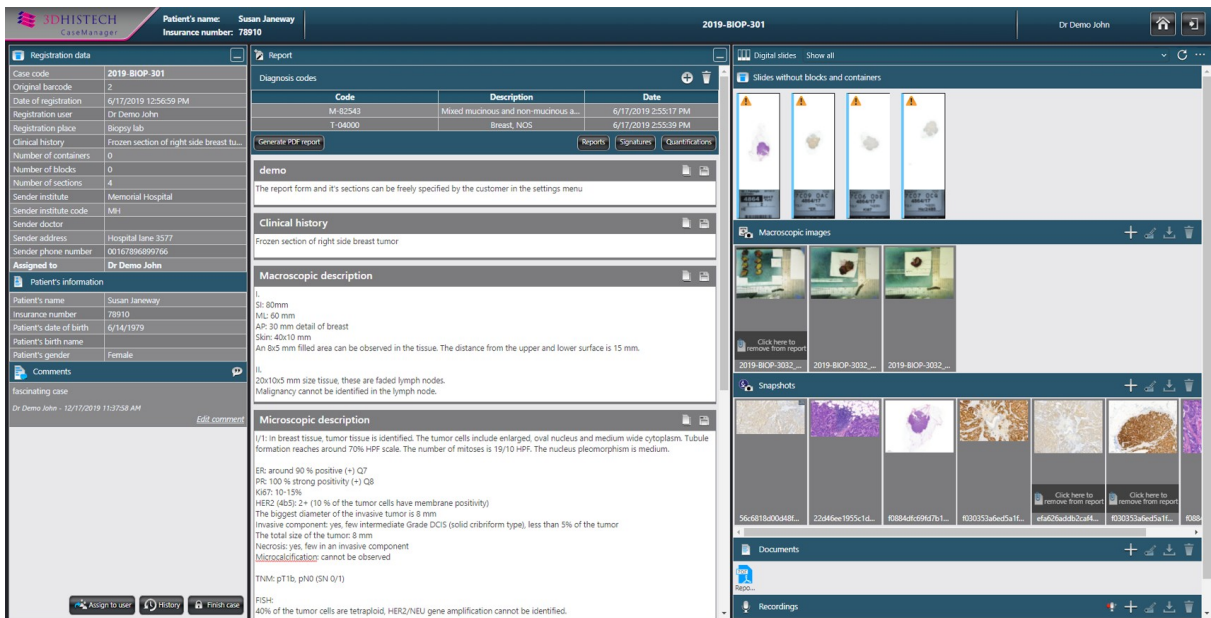 3DHISTECH
CaseManager
Patient's name: Susan Janeway
Insurance number: 78910
2019-BIOP-301
Dr Demo John
Registration data
Case code 2019-BIOP-301
Original barcode 2
Date of registration 6/17/2019 12:56:59 PM
Registration user Dr Demo John
Registration place Biopsy lab
Clinical history Frozen section of right side breast tu...
Number of containers 0
Number of blocks 0
Number of sections 4
Sender institute Memorial Hospital
Sender institute code MH
Sender doctor
Sender address Hospital lane 3577
Sender phone number 00167896899766
Assigned to Dr Demo John
Patient's information
Patient's name Susan Janeway
Insurance number 78910
Patient's date of birth 6/14/1979
Patient's birth name
Patient's gender Female
Comments
fascinating case
Dr Demo John - 12/17/2019 11:37:58 AM
Edit comment
Assign to user History Finish case
Report
Diagnosis codes
Code Description Date
M-82543 Mixed mucinous and non-mucinous a... 6/17/2019 2:55:17 PM
T-04000 Breast, NOS 6/17/2019 2:55:39 PM
Generate PDF report Reports Signatures Quantifications
demo
The report form and it's sections can be freely specified by the customer in the settings menu
Clinical history
Frozen section of right side breast tumor
Macroscopic description
I.
SI: 80mm
ML: 60 mm
AP: 30 mm detail of breast
Skin: 40x10 mm
An 8x5 mm filled area can be observed in the tissue. The distance from the upper and lower surface is 15 mm.
II.
20x10x5 mm size tissue, these are faded lymph nodes.
Malignancy cannot be identified in the lymph node.
Microscopic description
I/1: In breast tissue, tumor tissue is identified. The tumor cells include enlarged, oval nucleus and medium wide cytoplasm. Tubule
formation reaches around 70% HPF scale. The number of mitoses is 19/10 HPF. The nucleus pleomorphism is medium.
ER: around 90 % positive (+) Q7
PR: 100 % strong positivity (+) Q8
Ki67: 10-15%
HER2 (4b5): 2+ (10 % of the tumor cells have membrane positivity)
The biggest diameter of the invasive tumor is 8 mm
Invasive component: yes, few intermediate Grade DCIS (solid cribriform type), less than 5% of the tumor
The total size of the tumor: 8 mm
Necrosis: yes, few in an invasive component
Microcalcification: cannot be observed
TNM: pT1b, pN0 (SN 0/1)
FISH:
40% of the tumor cells are tetraploid, HER2/NEU gene amplification cannot be identified.
Digital slides Show all
Slides without blocks and containers
Macroscopic images
Click here to
remove from report
2019-BIOP-3032_... 2019-BIOP-3032_... 2019-BIOP-3032_...
Snapshots
Click here to Click here to
remove from report remove from report
56c6818d00d48f... 22d46ee1955c1d... f0884dfc69fd7b1... f030353a6ed5a1f... efa626addb2caf4... f030353a6ed5a1f... f088
Documents
Repo...
Recordings